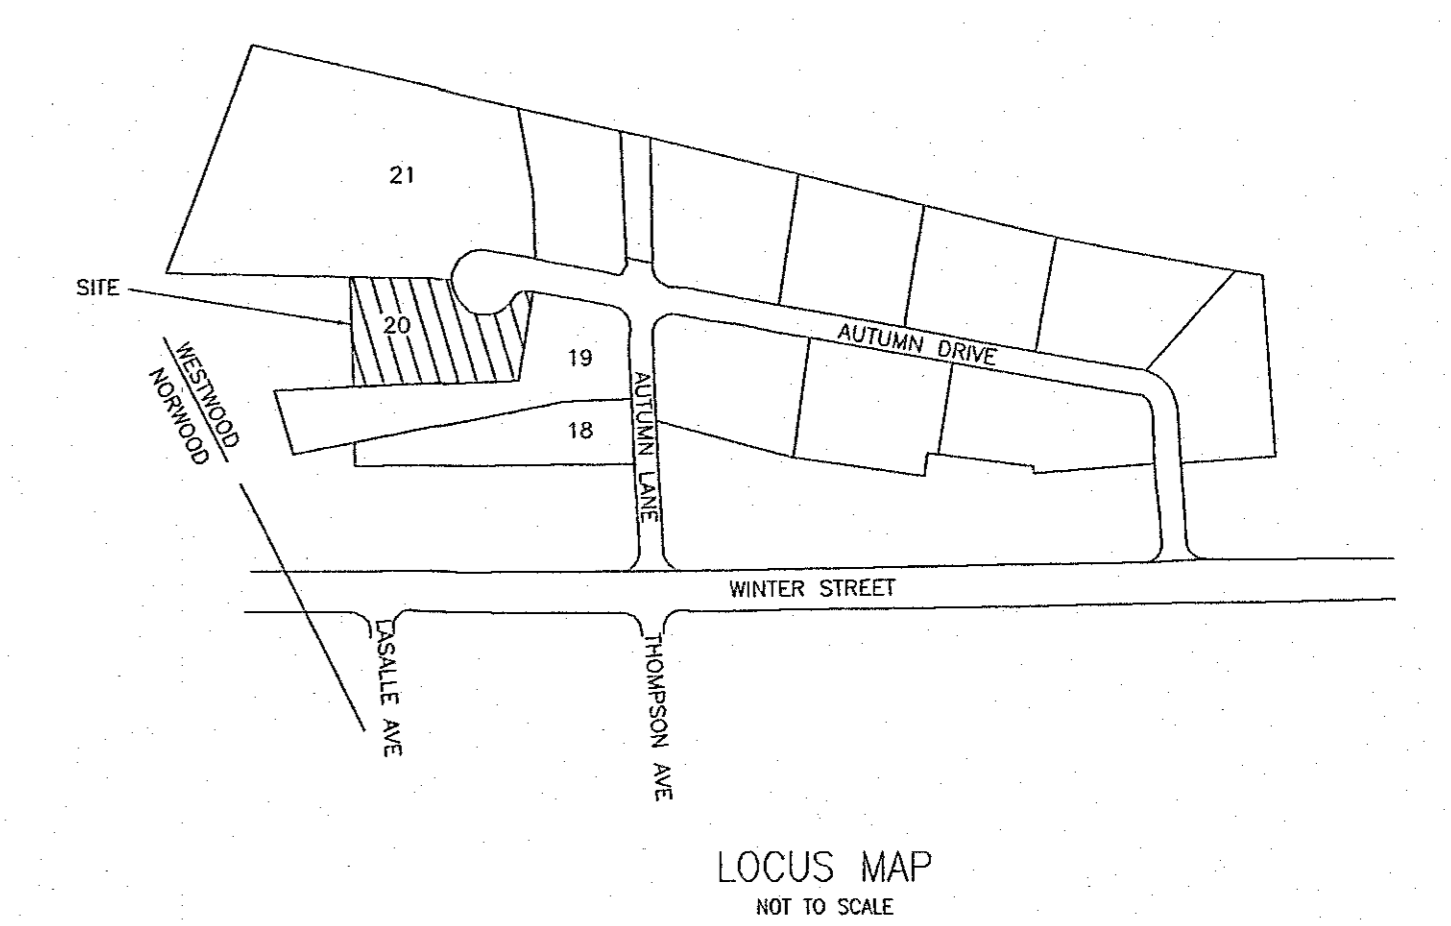 21
SITE
20
WESTWOOD
NORWOOD
19
18
AUTUMN DRIVE
AUTUMN LANE
WINTER STREET
LASALLE AVE
THOMPSON AVE
LOCUS MAP
NOT TO SCALE